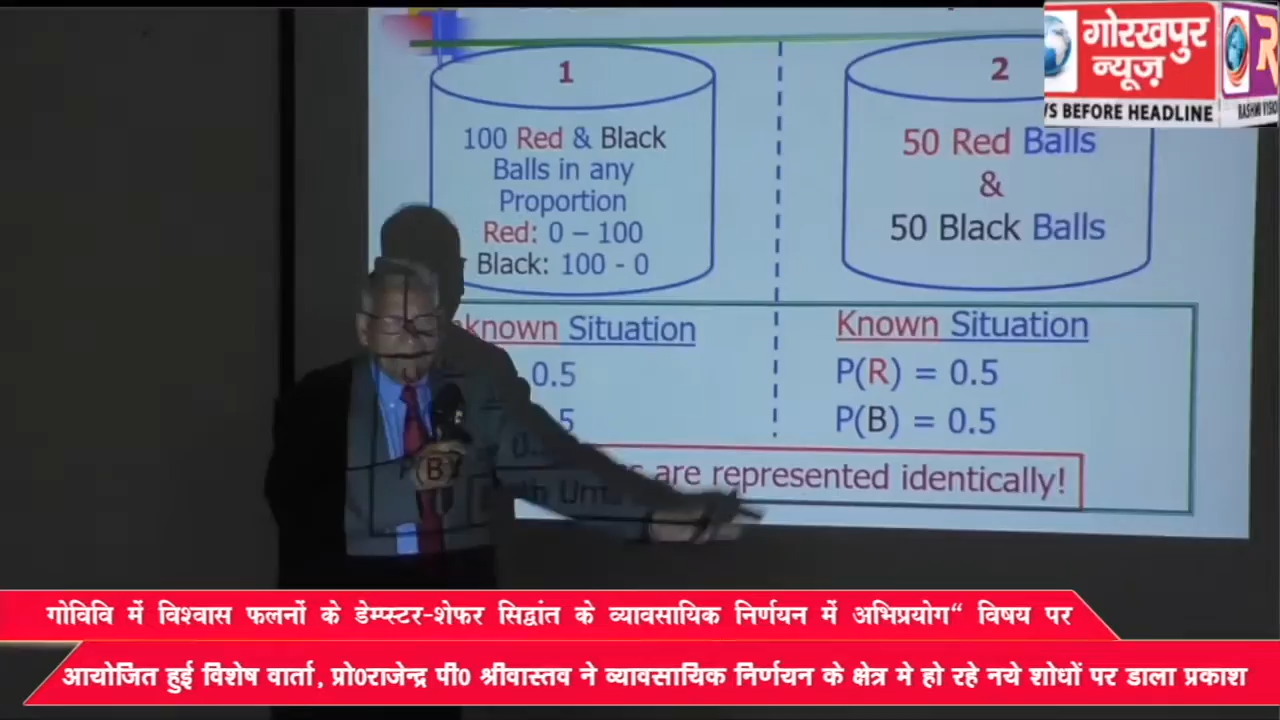 1
100 Red & Black
Balls in any
Proportion
Red: 0 – 100
Black: 100 - 0
2
50 Red Balls
&
50 Black Balls
Situation
0.5
Known Situation
P(R) = 0.5
P(B) = 0.5
P(B)
are represented identically!
गोरखपुर
न्यूज़
BEFORE HEADLINE
गोविवि में विश्वास फलनों के डेम्पस्टर-शेफर सिद्वांत के व्यावसायिक निर्णयन में अभिप्रयोग“ विषय पर
आयोजित हुई विशेष वार्ता, प्रो0राजेन्द्र पी0 श्रीवास्तव ने व्यावसायिक निर्णयन के क्षेत्र मे हो रहे नये शोधों पर डाला प्रकाश